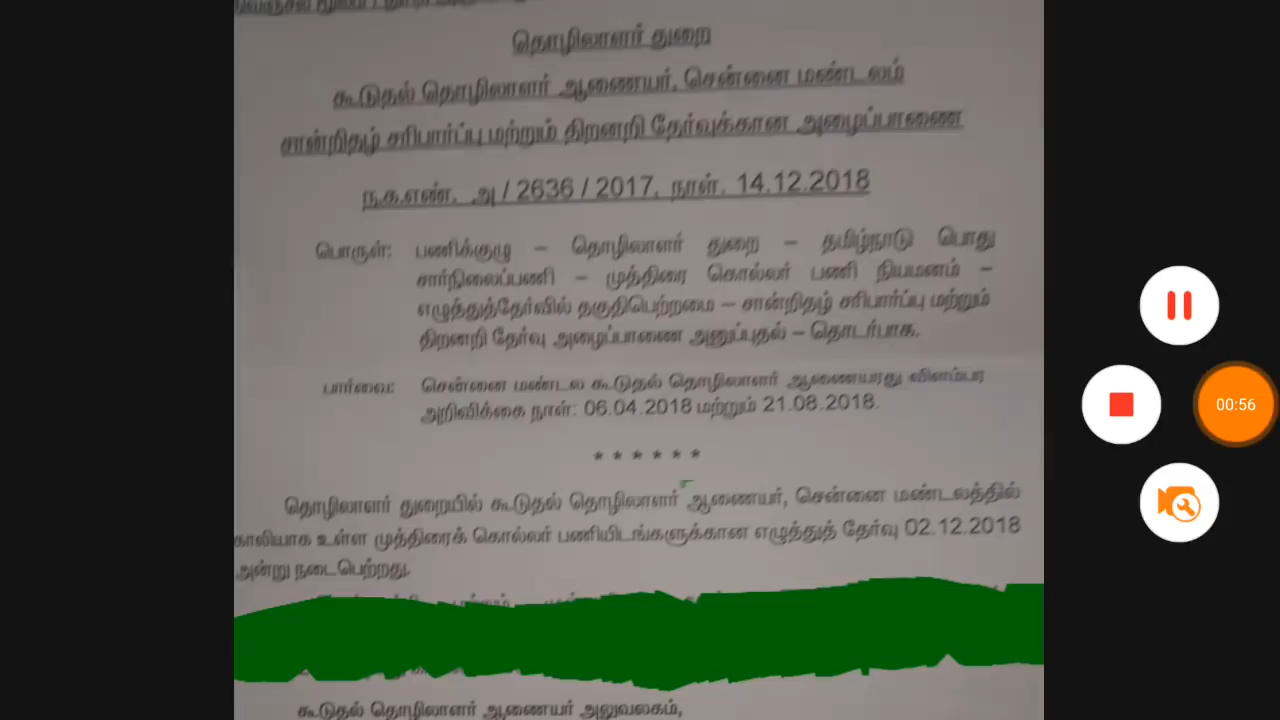 தொழிலாளர் துறை
கூடுதல் தொழிலாளர் ஆணையர், சென்னை மண்டலம்
சான்றிதழ் சரிபார்ப்பு மற்றும் திறனறி தேர்வுக்கான அழைப்பாணை
ந.க.எண். அ / 2636 / 2017, நாள். 14.12.2018
பொருள்: பணிக்குழு – தொழிலாளர் துறை – தமிழ்நாடு பொது
சார்நிலைப்பணி – முத்திரை கொல்லர் பணி நியமனம் –
எழுத்துத்தேர்வில் தகுதிபெற்றமை – சான்றிதழ் சரிபார்ப்பு மற்றும்
திறனறி தேர்வு அழைப்பாணை அனுப்புதல் – தொடர்பாக.
பார்வை: சென்னை மண்டல கூடுதல் தொழிலாளர் ஆணையரது விளம்பர
அறிவிக்கை நாள்: 06.04.2018 மற்றும் 21.08.2018.
* * * * * *
தொழிலாளர் துறையில் கூடுதல் தொழிலாளர் ஆணையர், சென்னை மண்டலத்தில்
காலியாக உள்ள முத்திரைக் கொல்லர் பணியிடங்களுக்கான எழுத்துத் தேர்வு 02.12.2018
அன்று நடைபெற்றது.
கூடுதல் தொழிலாளர் ஆணையர் அலுவலகம்,
00:56